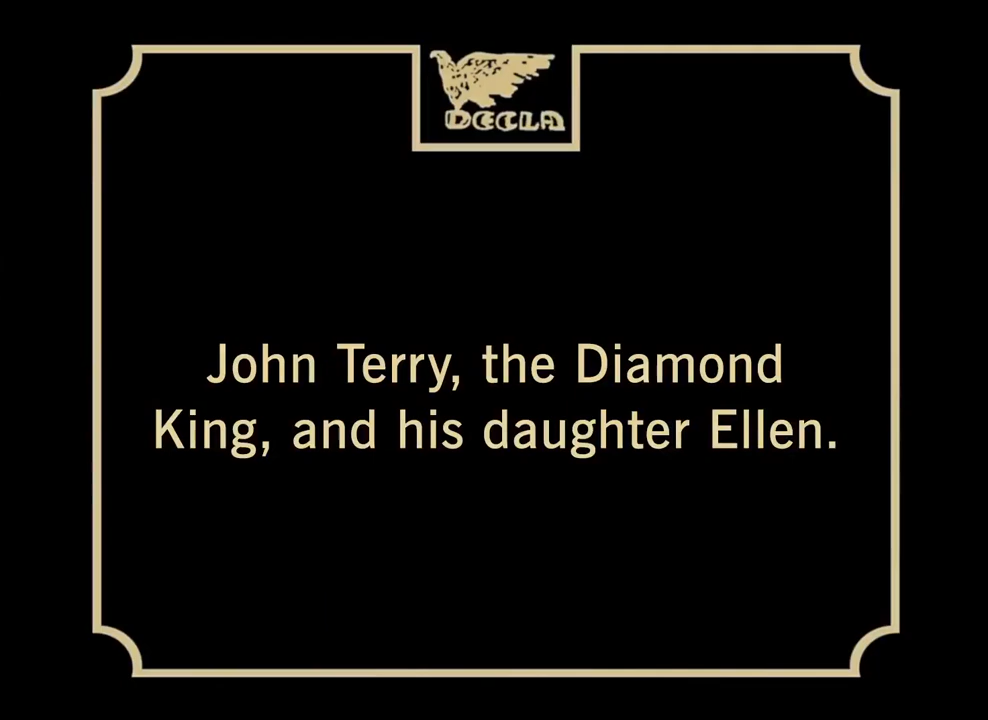 DECLA
John Terry, the Diamond
King, and his daughter Ellen.